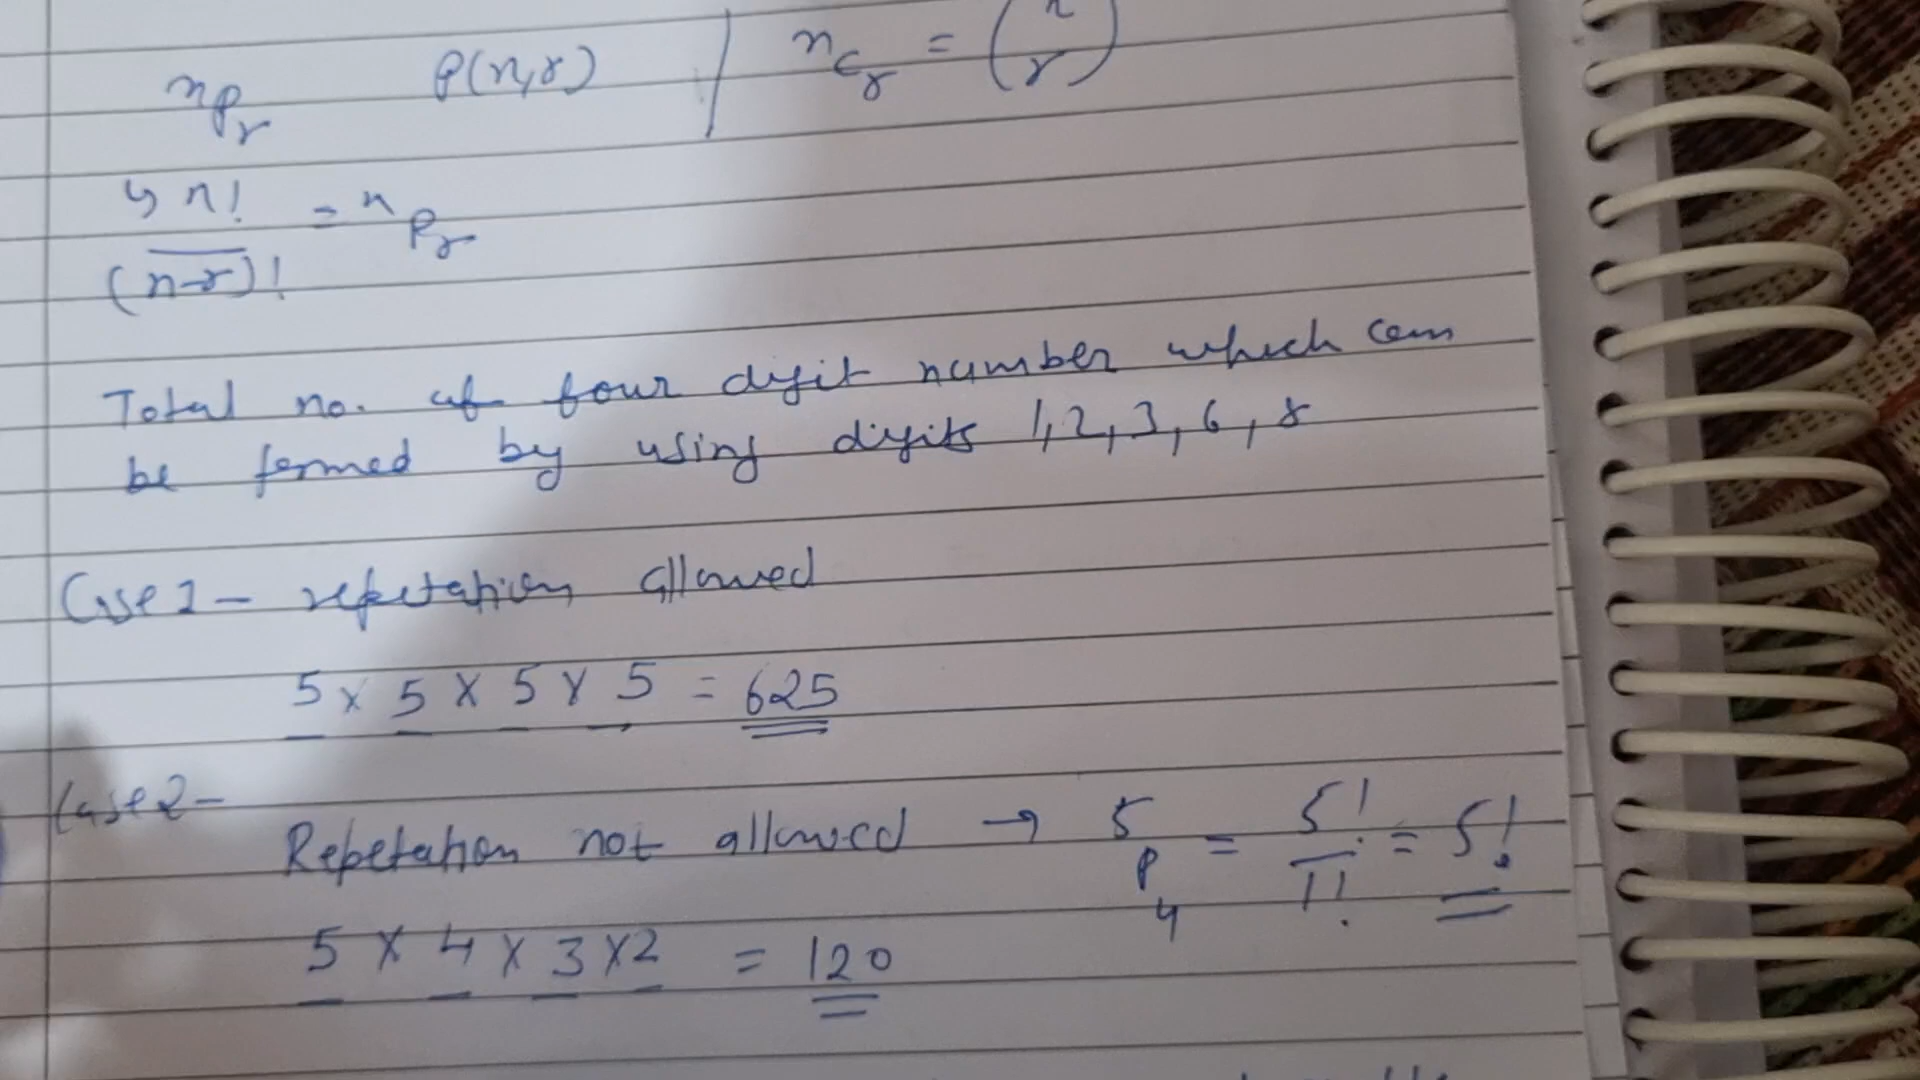 nPr P(n,r) | nCr = (n r)
↳ n! / (n-r)! = nPr
Total no. of four digit number which can
be formed by using digits 1, 2, 3, 6, 8
Case 1 - repetation allowed
5 x 5 x 5 x 5 = 625
Case 2 -
Repetation not allowed → 5P4 = 5!/1! = 5!
5 x 4 x 3 x 2 = 120